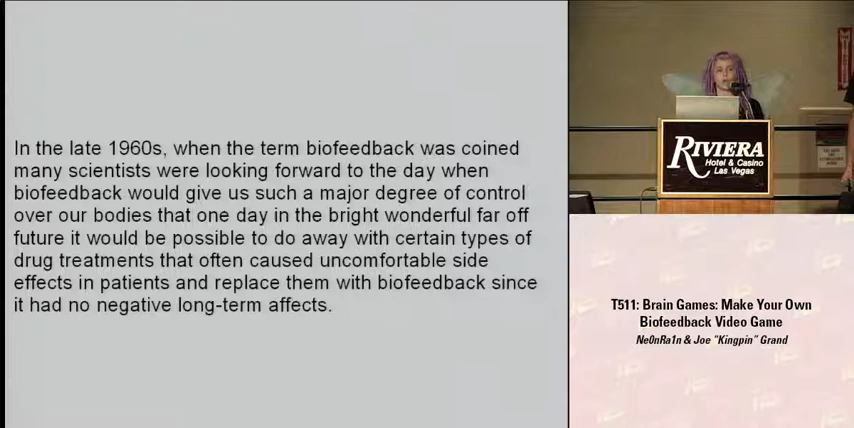 In the late 1960s, when the term biofeedback was coined
many scientists were looking forward to the day when
biofeedback would give us such a major degree of control
over our bodies that one day in the bright wonderful far off
future it would be possible to do away with certain types of
drug treatments that often caused uncomfortable side
effects in patients and replace them with biofeedback since
it had no negative long-term affects.
RIVIERA
Hotel & Casino
Las Vegas
T511: Brain Games: Make Your Own
Biofeedback Video Game
Ne0nRa1n & Joe "Kingpin" Grand